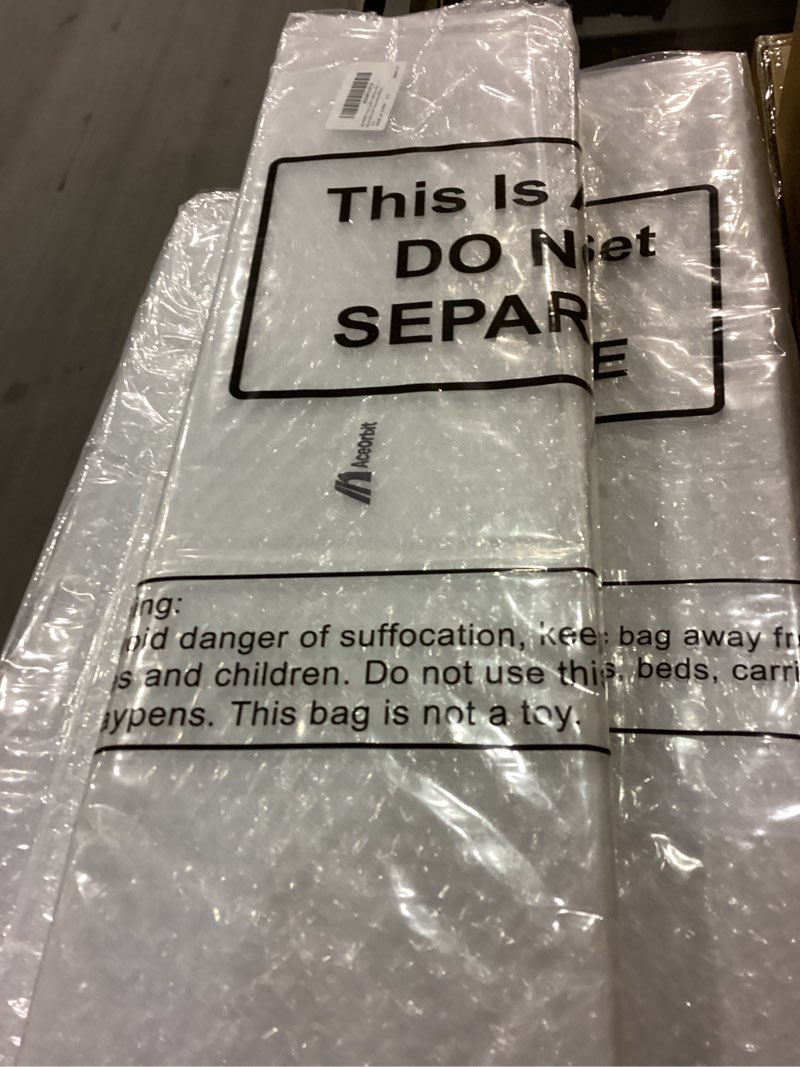 This Is
DO N
SEPAR
set
E
AceOrbit
ing:
oid danger of suffocation, kee
s and children. Do not use thi
aypens. This bag is not a toy.
bag away fr
s, beds, carri